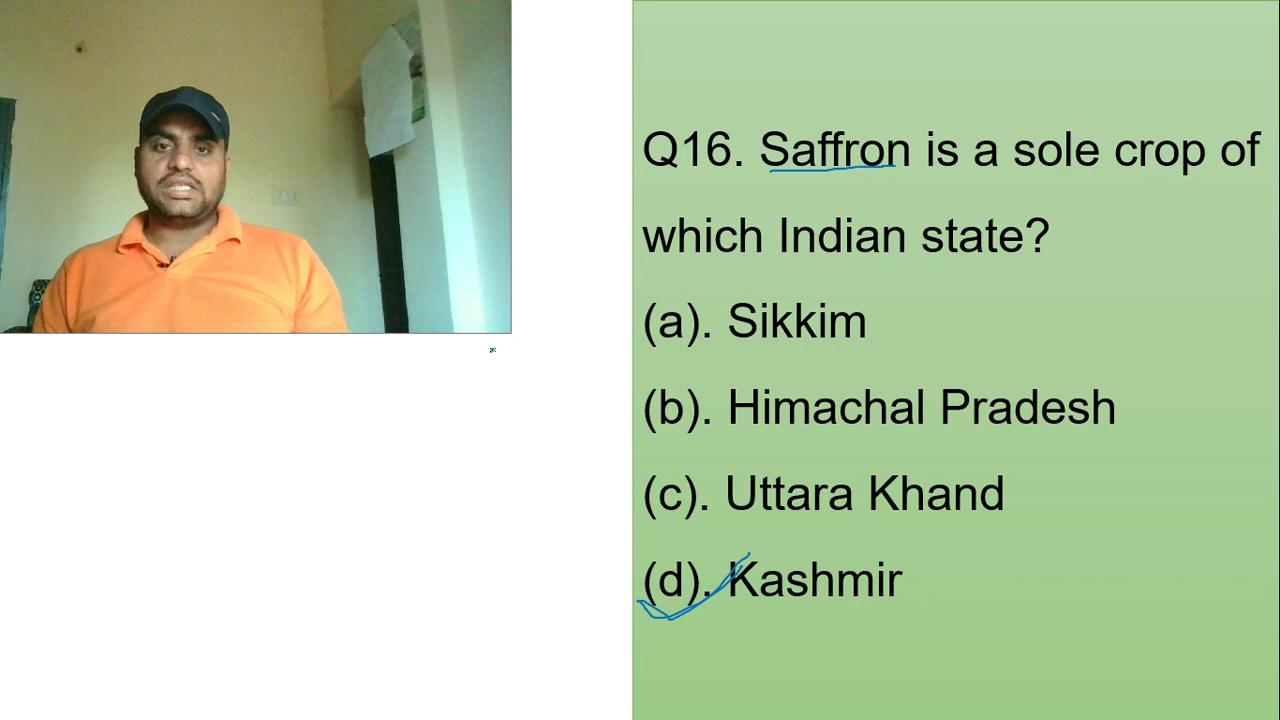 Q16. Saffron is a sole crop of
which Indian state?
(a). Sikkim
(b). Himachal Pradesh
(c). Uttara Khand
(d). Kashmir